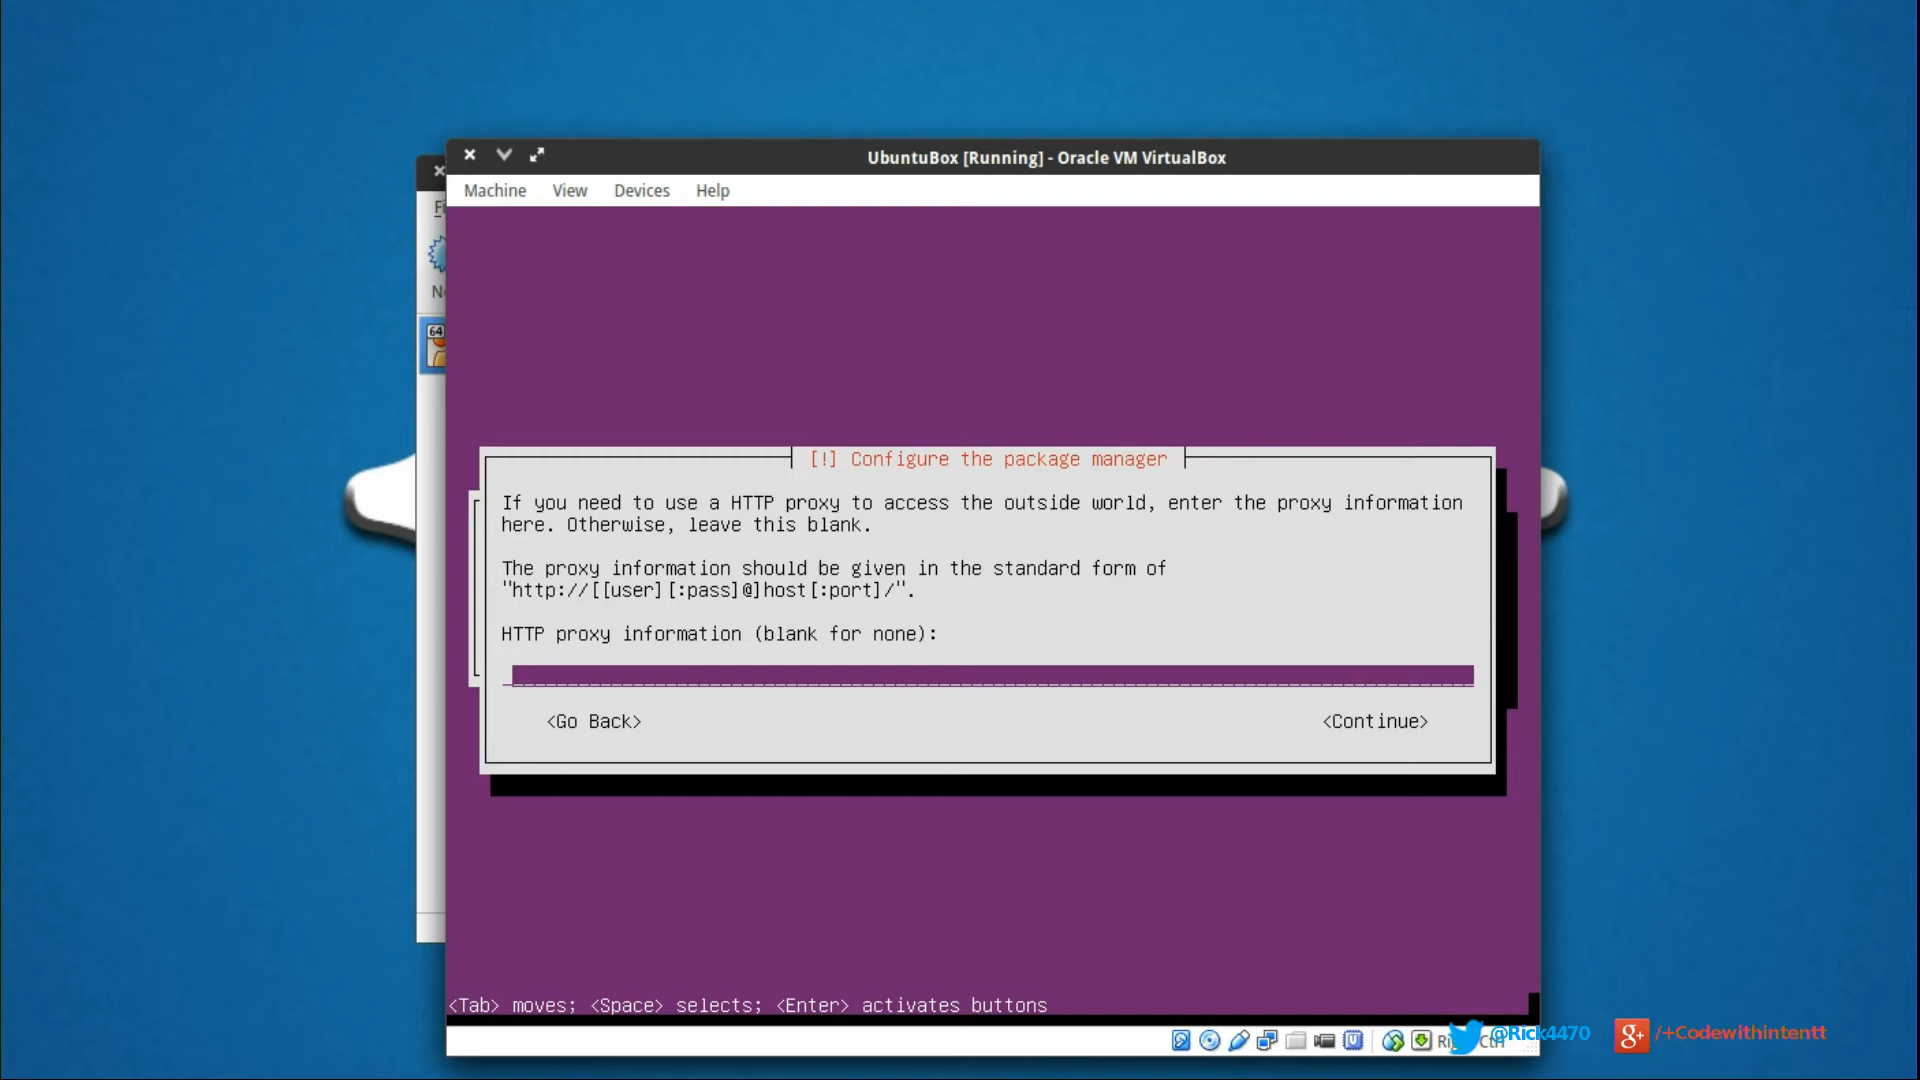 UbuntuBox [Running] - Oracle VM VirtualBox
Machine View Devices Help
64
[!] Configure the package manager
If you need to use a HTTP proxy to access the outside world, enter the proxy information
here. Otherwise, leave this blank.
The proxy information should be given in the standard form of
"http://[[user][:pass]@]host[:port]/".
HTTP proxy information (blank for none):
<Go Back> <Continue>
<Tab> moves; <Space> selects; <Enter> activates buttons
@Rick4470 g+ /+Codewithintentt